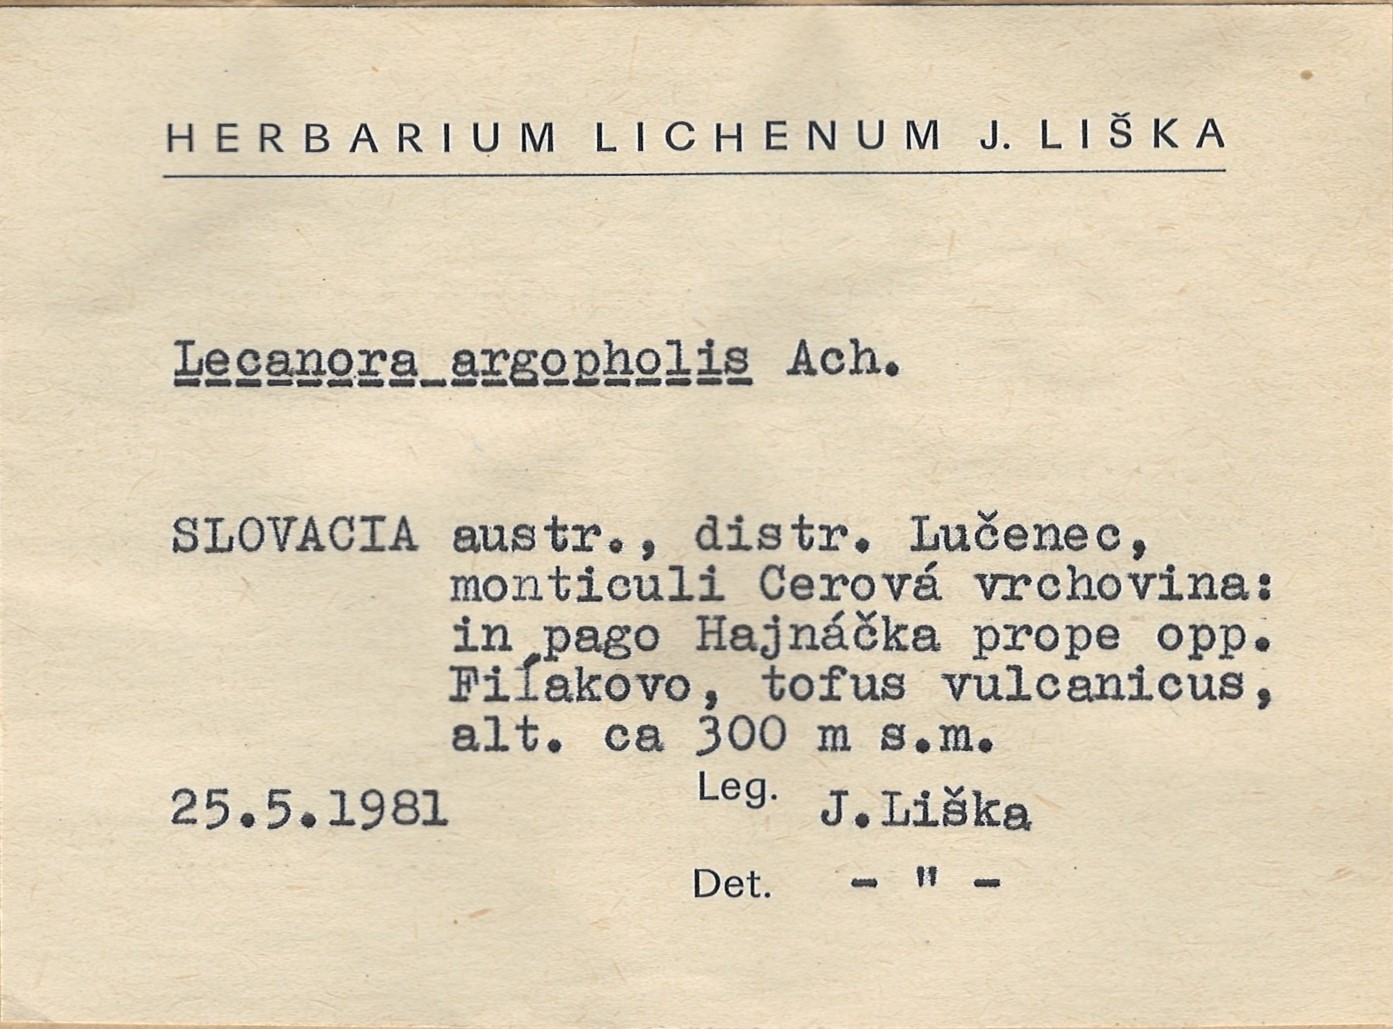 HERBARIUM LICHENUM J. LIŠKA
Lecanora argopholis Ach.
SLOVACIA austr., distr. Lučenec,
monticuli Cerová vrchovina:
in pago Hajnáčka prope opp.
Fiĺakovo, tofus vulcanicus,
alt. ca 300 m s.m.
25.5.1981 Leg. J.Liška
Det. - " -